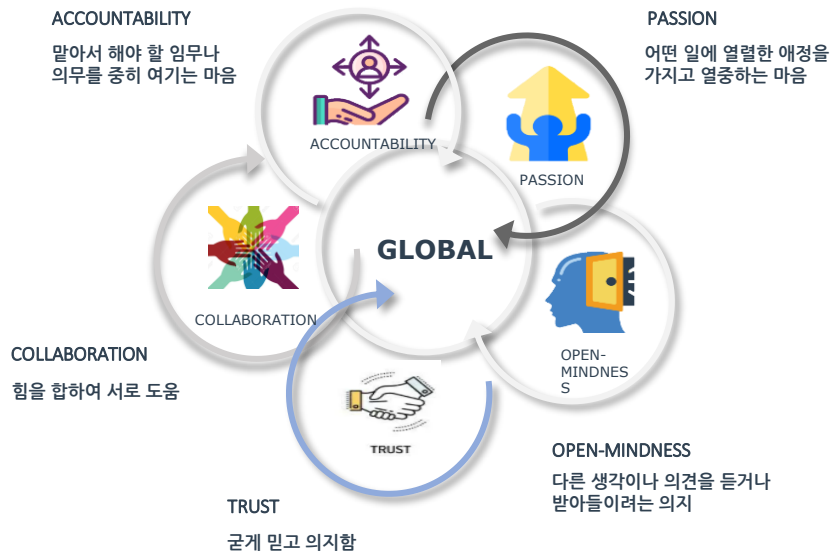 ACCOUNTABILITY
맡아서 해야 할 임무나
의무를 중히 여기는 마음
PASSION
어떤 일에 열렬한 애정을
가지고 열중하는 마음
ACCOUNTABILITY
PASSION
GLOBAL
COLLABORATION
OPEN-
MINDNES
S
COLLABORATION
힘을 합하여 서로 도움
TRUST
OPEN-MINDNESS
다른 생각이나 의견을 듣거나
받아들이려는 의지
TRUST
굳게 믿고 의지함